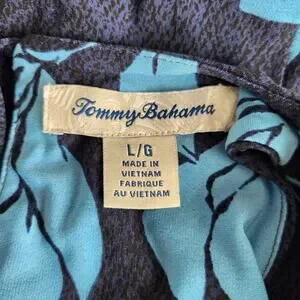 Tommy Bahama
L/G
MADE IN
VIETNAM
FABRIQUE
AU VIETNAM